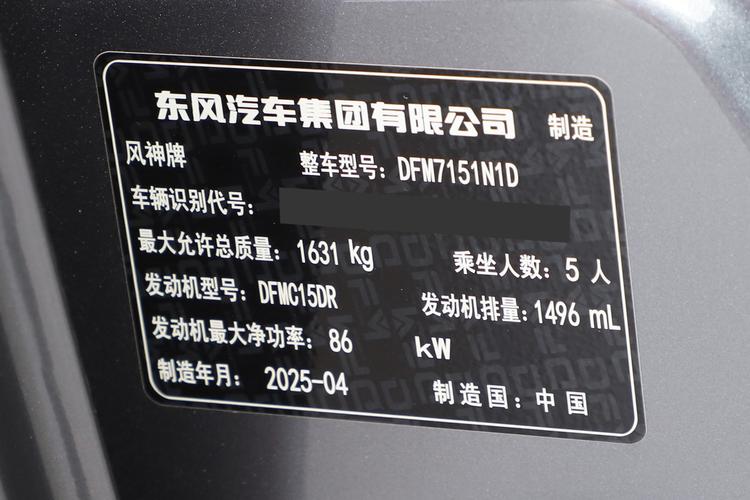 东风汽车集团有限公司 制造
风神牌 整车型号：DFM7151N1D
车辆识别代号：
最大允许总质量：1631 kg 乘坐人数：5 人
发动机型号：DFMC15DR 发动机排量：1496 mL
发动机最大净功率：86 kW
制造年月：2025-04 制造国：中国